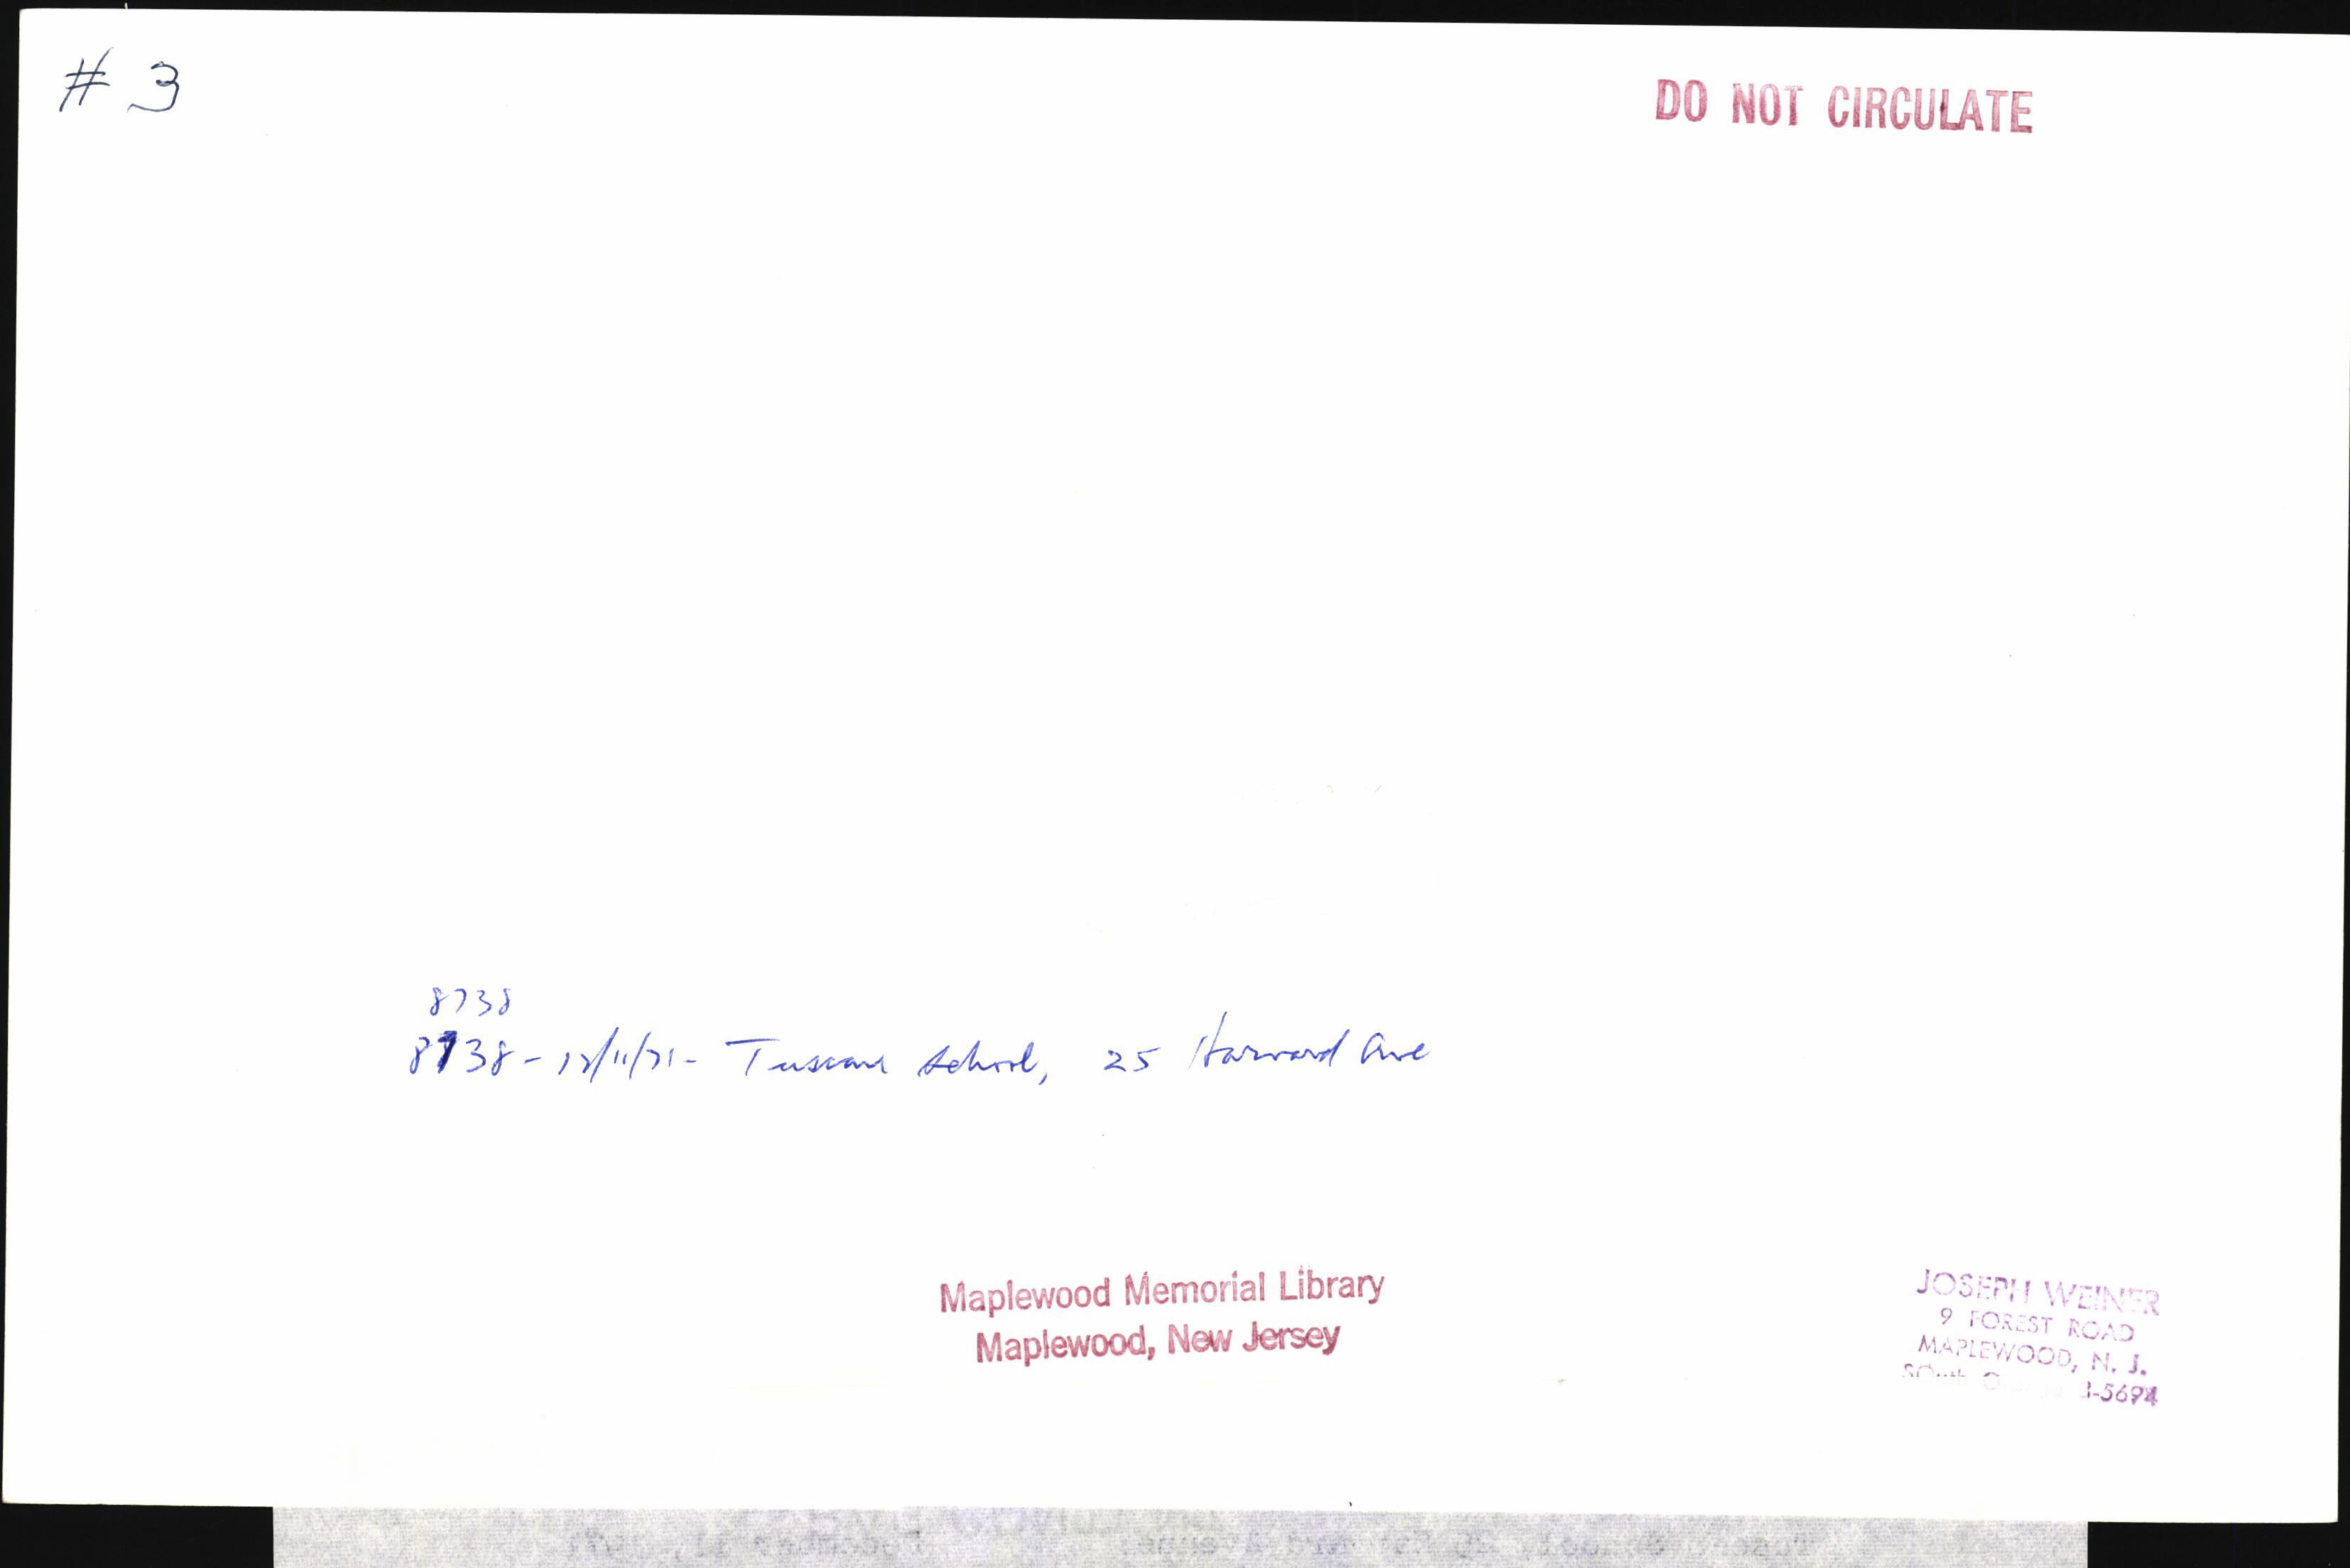 # 3
DO NOT CIRCULATE
8738
8738 - 12/11/71 - Tuscan School, 25 Harvard Ave
Maplewood Memorial Library
Maplewood, New Jersey
JOSEPH WEINER
9 FOREST ROAD
MAPLEWOOD, N. J.
SOuth O 3-5694